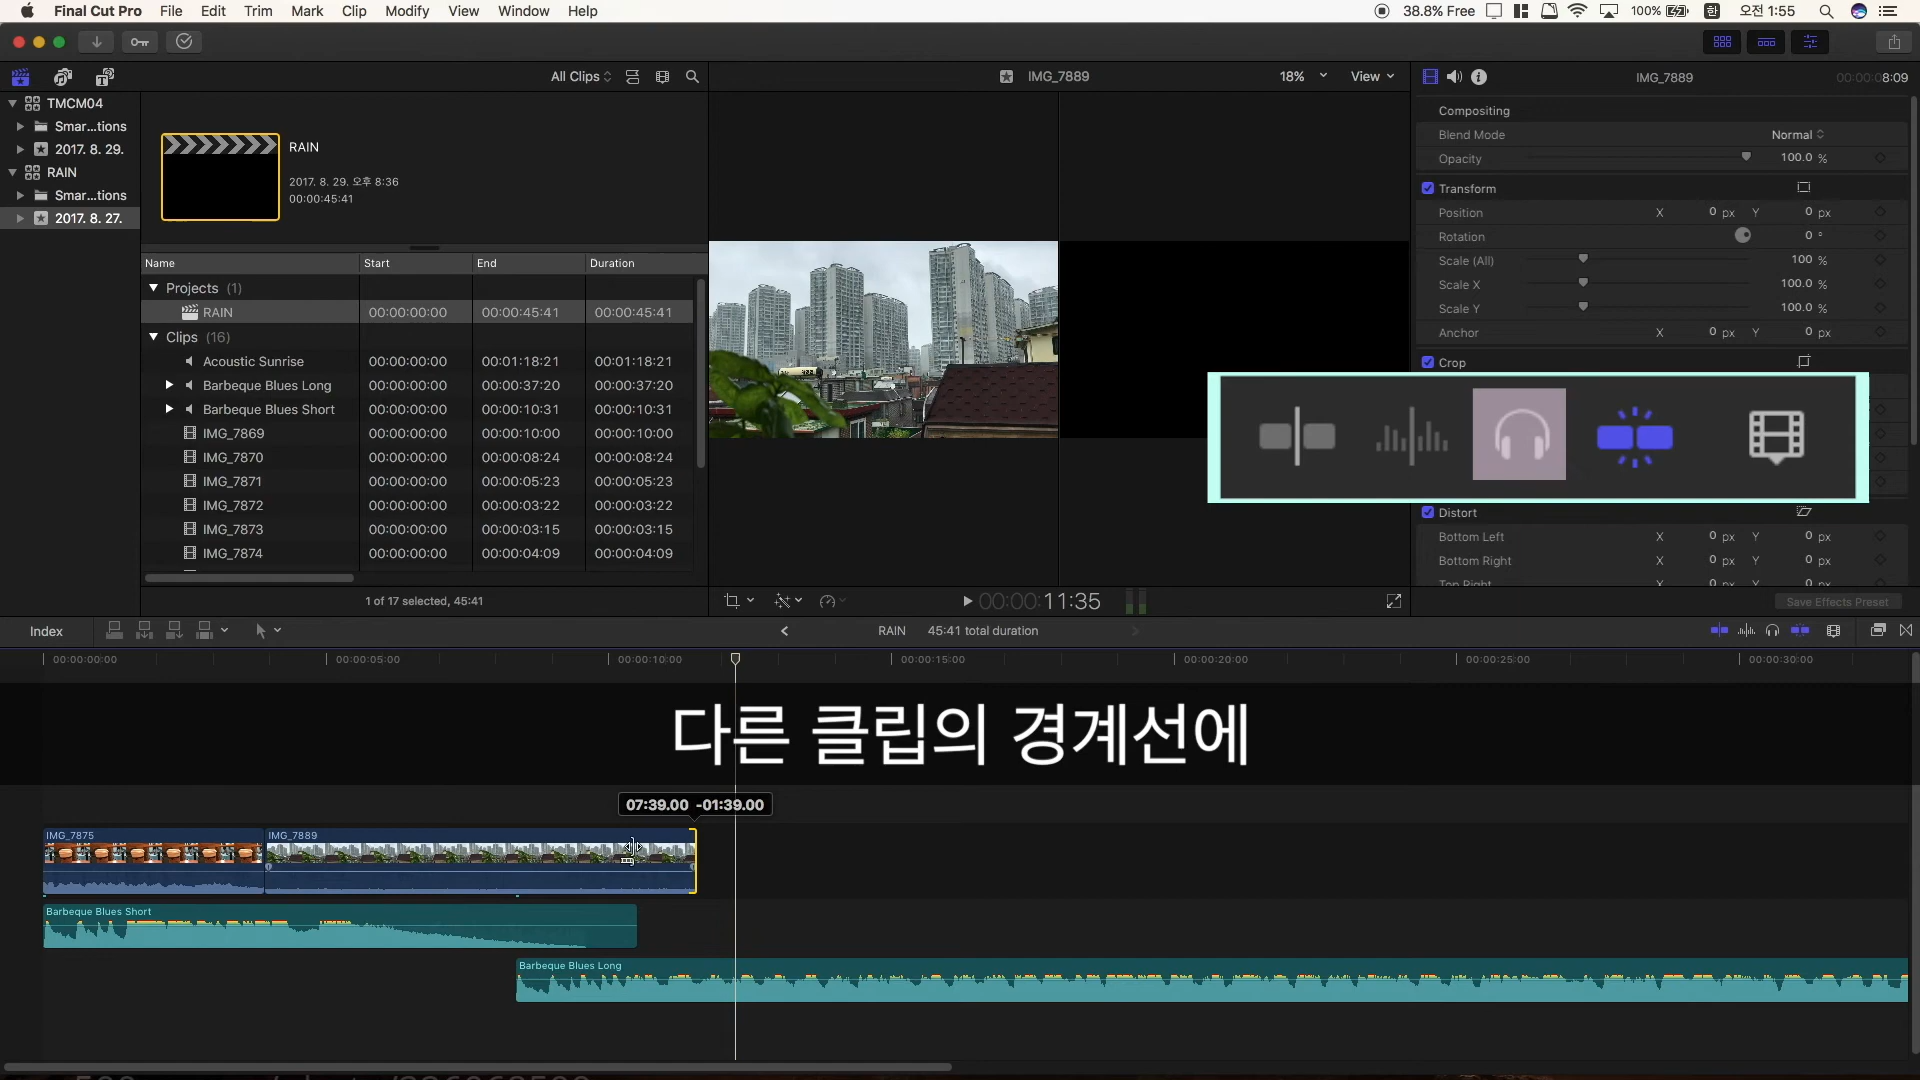 Final Cut Pro File Edit Trim Mark Clip Modify View Window Help 38.8% Free 100% 한 오전 1:55
All Clips IMG_7889 18% View IMG_7889 00:00:08:09
TMCM04
Smar...tions
2017. 8. 29.
RAIN
Smar...tions
2017. 8. 27.
RAIN
2017. 8. 29. 오후 8:36
00:00:45:41
Name Start End Duration
Projects (1)
RAIN 00:00:00:00 00:00:45:41 00:00:45:41
Clips (16)
Acoustic Sunrise 00:00:00:00 00:01:18:21 00:01:18:21
Barbeque Blues Long 00:00:00:00 00:00:37:20 00:00:37:20
Barbeque Blues Short 00:00:00:00 00:00:10:31 00:00:10:31
IMG_7869 00:00:00:00 00:00:10:00 00:00:10:00
IMG_7870 00:00:00:00 00:00:08:24 00:00:08:24
IMG_7871 00:00:00:00 00:00:05:23 00:00:05:23
IMG_7872 00:00:00:00 00:00:03:22 00:00:03:22
IMG_7873 00:00:00:00 00:00:03:15 00:00:03:15
IMG_7874 00:00:00:00 00:00:04:09 00:00:04:09
1 of 17 selected, 45:41
Compositing
Blend Mode Normal
Opacity 100.0 %
Transform
Position X 0 px Y 0 px
Rotation 0 °
Scale (All) 100 %
Scale X 100.0 %
Scale Y 100.0 %
Anchor X 0 px Y 0 px
Crop
Distort
Bottom Left X 0 px Y 0 px
Bottom Right X 0 px Y 0 px
Top Right X 0 px Y 0 px
00:00:11:35
Save Effects Preset
Index RAIN 45:41 total duration
00:00:00:00 00:00:05:00 00:00:10:00 00:00:15:00 00:00:20:00 00:00:25:00 00:00:30:00
다른 클립의 경계선에
07:39.00 -01:39.00
IMG_7875 IMG_7889
Barbeque Blues Short
Barbeque Blues Long